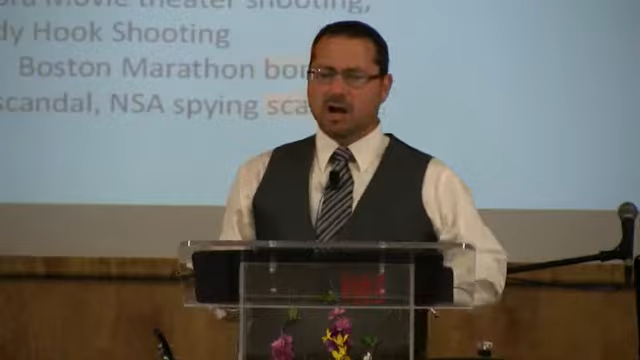 Movie theater shooting,
dy Hook Shooting
Boston Marathon bo
scandal, NSA spying sca